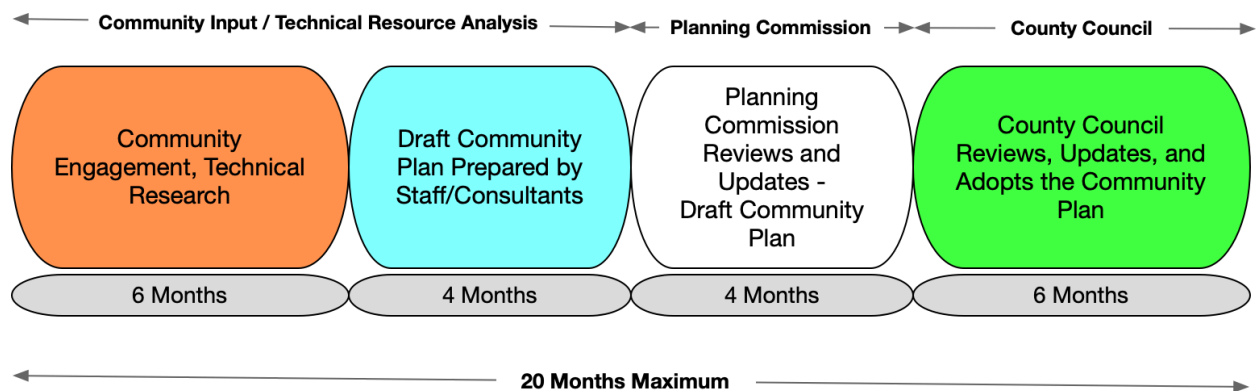 Community Input / Technical Resource Analysis
Planning Commission
County Council
Community
Engagement, Technical
Research
Draft Community
Plan Prepared by
Staff/Consultants
Planning
Commission
Reviews and
Updates -
Draft Community
Plan
County Council
Reviews, Updates, and
Adopts the Community
Plan
6 Months
4 Months
4 Months
6 Months
20 Months Maximum